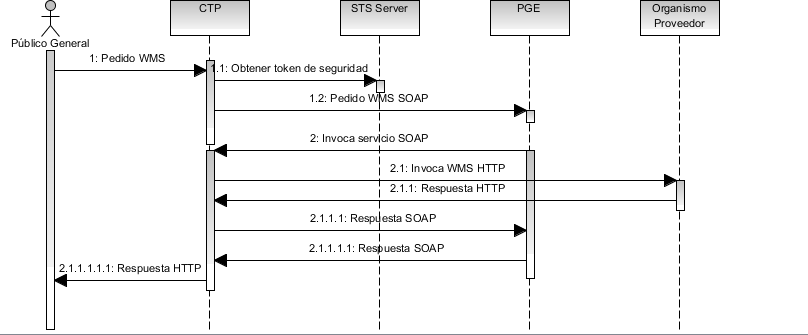 CTP
STS Server
PGE
Organismo
Proveedor
Público General
1: Pedido WMS
1.1: Obtener token de seguridad
1.2: Pedido WMS SOAP
2: Invoca servicio SOAP
2.1: Invoca WMS HTTP
2.1.1: Respuesta HTTP
2.1.1.1: Respuesta SOAP
2.1.1.1.1: Respuesta SOAP
2.1.1.1.1.1: Respuesta HTTP